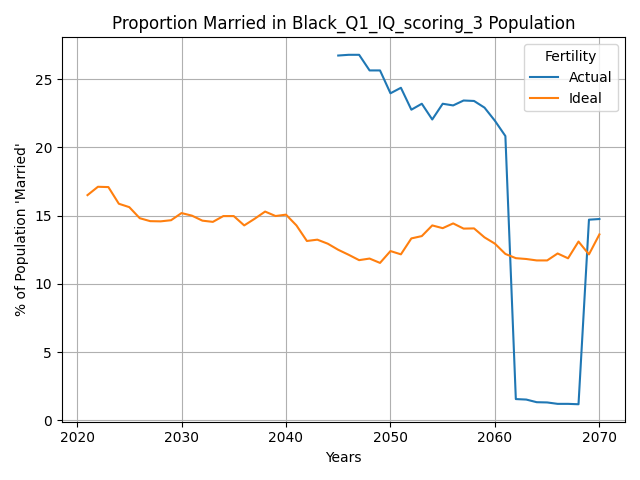 Proportion Married in Black_Q1_IQ_scoring_3 Population
Fertility
Actual
Ideal
% of Population 'Married'
25
20
15
10
5
0
2020 2030 2040 2050 2060 2070
Years